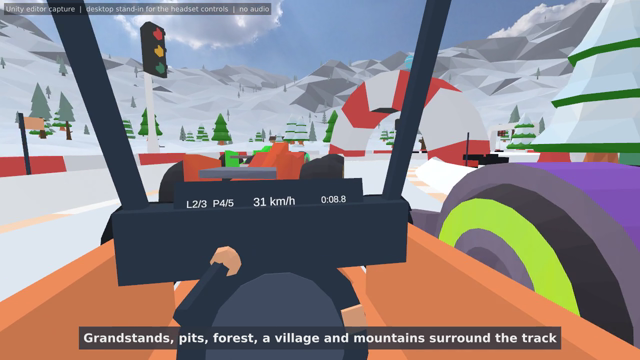 Unity editor capture | desktop stand-in for the headset controls | no audio
L2/3 P4/5 31 km/h 0:08.8
Grandstands, pits, forest, a village and mountains surround the track